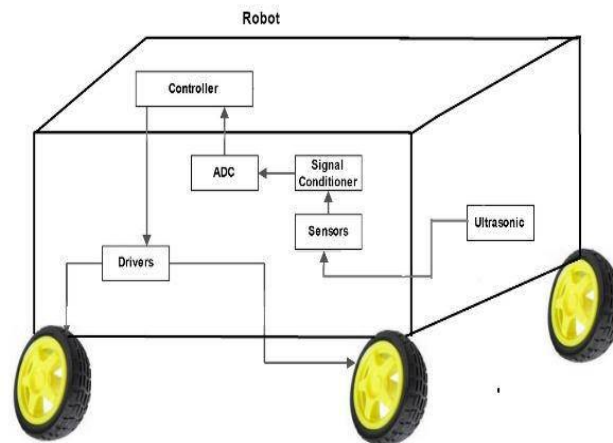 Robot
Controller
ADC
Signal
Conditioner
Sensors
Ultrasonic
Drivers